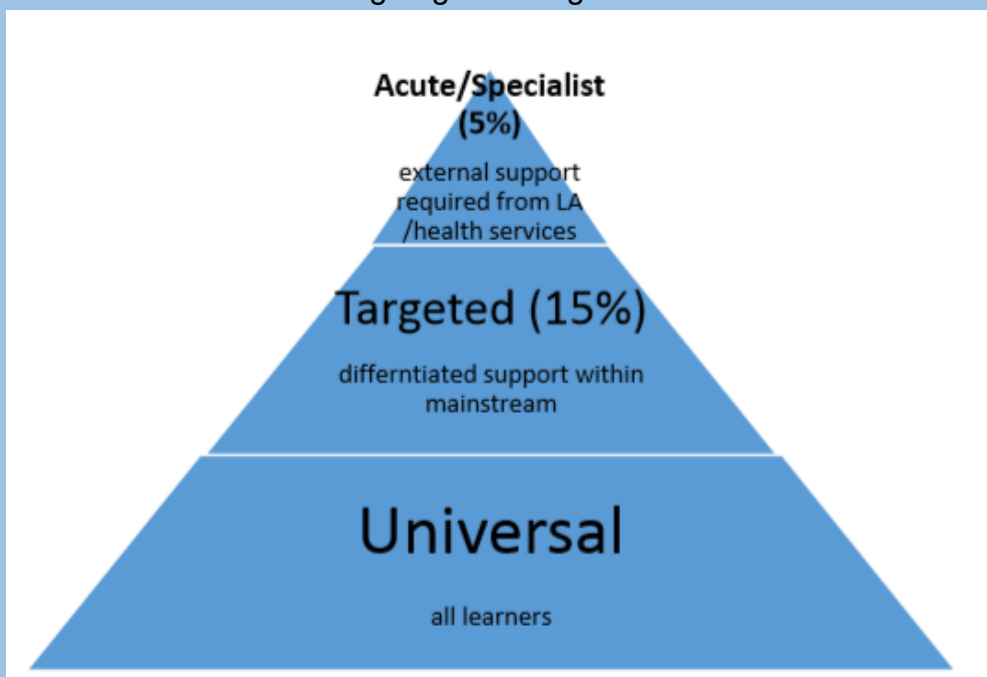 Acute/Specialist
(5%)
external support
required from LA
/health services
Targeted (15%)
differntiated support within
mainstream
Universal
all learners